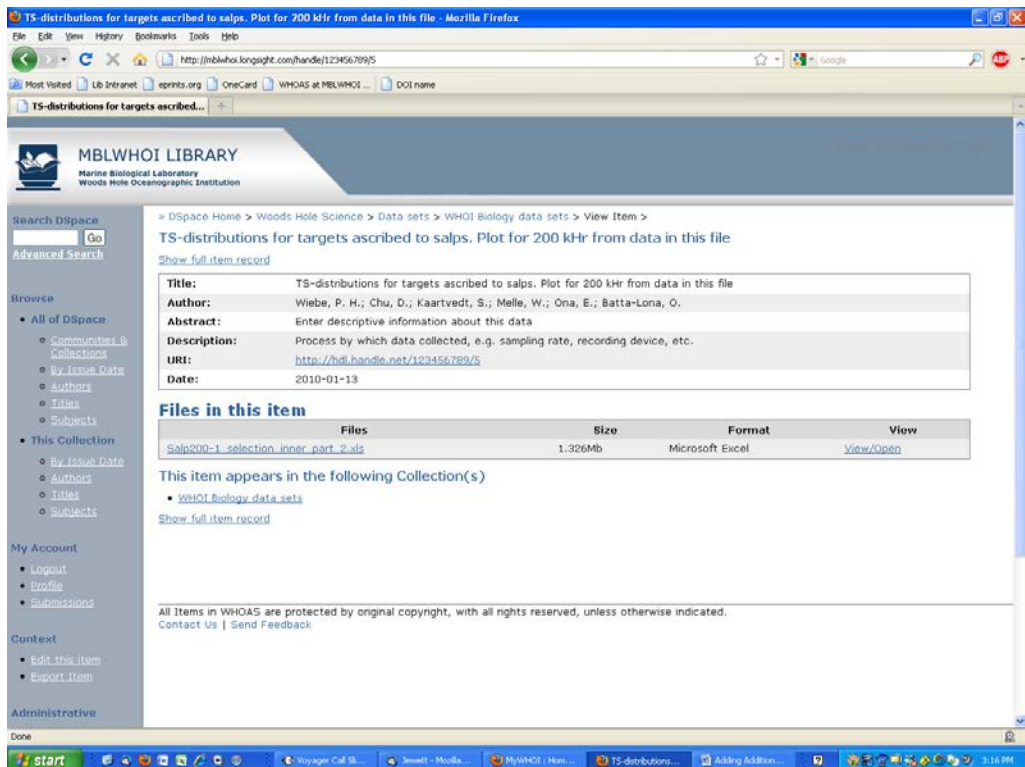 TS-distributions for targets ascribed to salps. Plot for 200 kHr from data in this file - Mozilla Firefox
File Edit View History Bookmarks Tools Help
http://mblwhoi.longsight.com/handle/123456789/5
Google
ABP
Most Visited Lib Intranet eprints.org OneCard WHOAS at MBLWHOI ... DOI name
TS-distributions for targets ascribed...
MBLWHOI LIBRARY
Marine Biological Laboratory
Woods Hole Oceanographic Institution
Search DSpace
Go
Advanced Search
Browse
All of DSpace
Communities & Collections
By Issue Date
Authors
Titles
Subjects
This Collection
By Issue Date
Authors
Titles
Subjects
My Account
Logout
Profile
Submissions
Context
Edit this item
Export Item
Administrative
» DSpace Home > Woods Hole Science > Data sets > WHOI Biology data sets > View Item >
TS-distributions for targets ascribed to salps. Plot for 200 kHr from data in this file
Show full item record
Title: TS-distributions for targets ascribed to salps. Plot for 200 kHr from data in this file
Author: Wiebe, P. H.; Chu, D.; Kaartvedt, S.; Melle, W.; Ona, E.; Batta-Lona, O.
Abstract: Enter descriptive information about this data
Description: Process by which data collected, e.g. sampling rate, recording device, etc.
URI: http://hdl.handle.net/123456789/5
Date: 2010-01-13
Files in this item
Files Size Format View
Salp200-1_selection_inner_part_2.xls 1.326Mb Microsoft Excel View/Open
This item appears in the following Collection(s)
WHOI Biology data sets
Show full item record
All Items in WHOAS are protected by original copyright, with all rights reserved, unless otherwise indicated.
Contact Us | Send Feedback
Done
start Voyager Cal Sk... Jewett - Mozilla... MyWHOI : Hom... TS-distributions... Adding Addition... 3:16 PM